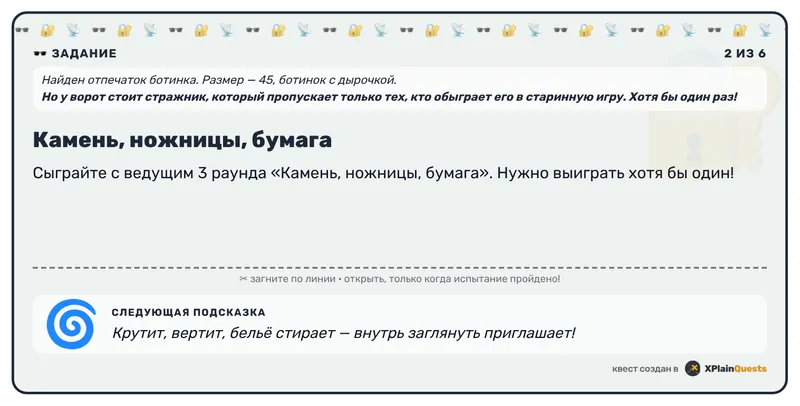 ЗАДАНИЕ
2 ИЗ 6
Найден отпечаток ботинка. Размер — 45, ботинок с дырочкой.
Но у ворот стоит стражник, который пропускает только тех, кто обыграет его в старинную игру. Хотя бы один раз!
Камень, ножницы, бумага
Сыграйте с ведущим 3 раунда «Камень, ножницы, бумага». Нужно выиграть хотя бы один!
✂ загните по линии • открыть, только когда испытание пройдено!
СЛЕДУЮЩАЯ ПОДСКАЗКА
Крутит, вертит, бельё стирает — внутрь заглянуть приглашает!
квест создан в XPlainQuests